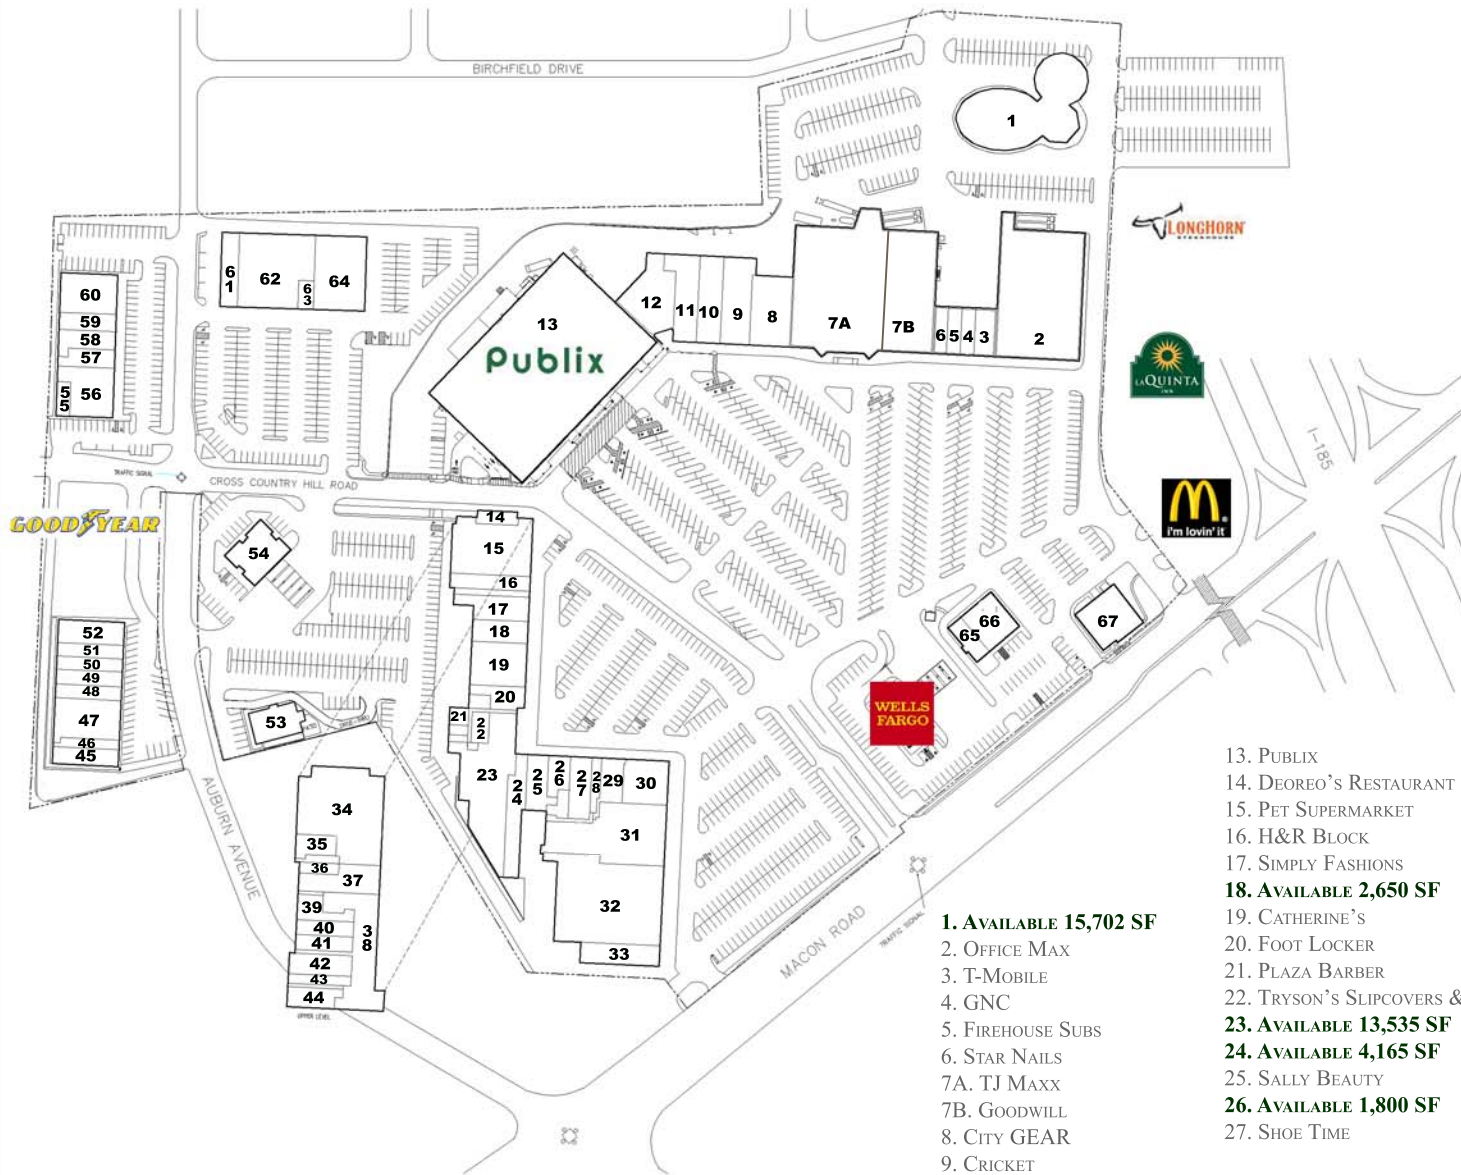 BIRCHFIELD DRIVE
1
LONGHORN
STEAKHOUSE
61
62
63
64
60
59
58
57
55
56
13
Publix
12
11
10
9
8
7A
7B
6
5
4
3
2
LAQUINTA
INN
I-185
TRAFFIC SIGNAL
CROSS COUNTRY HILL ROAD
GOODYEAR
i'm lovin' it
54
14
15
16
17
18
19
20
21
22
23
24
25
26
27
28
29
30
31
32
33
52
51
50
49
48
47
46
45
53
34
35
36
37
38
39
40
41
42
43
44
UPPER LEVEL
65
66
67
WELLS
FARGO
AUBURN AVENUE
MACON ROAD
TRAFFIC SIGNAL
1. AVAILABLE 15,702 SF
2. OFFICE MAX
3. T-MOBILE
4. GNC
5. FIREHOUSE SUBS
6. STAR NAILS
7A. TJ MAXX
7B. GOODWILL
8. CITY GEAR
9. CRICKET
13. PUBLIX
14. DEOREO'S RESTAURANT
15. PET SUPERMARKET
16. H&R BLOCK
17. SIMPLY FASHIONS
18. AVAILABLE 2,650 SF
19. CATHERINE'S
20. FOOT LOCKER
21. PLAZA BARBER
22. TRYSON'S SLIPCOVERS &
23. AVAILABLE 13,535 SF
24. AVAILABLE 4,165 SF
25. SALLY BEAUTY
26. AVAILABLE 1,800 SF
27. SHOE TIME